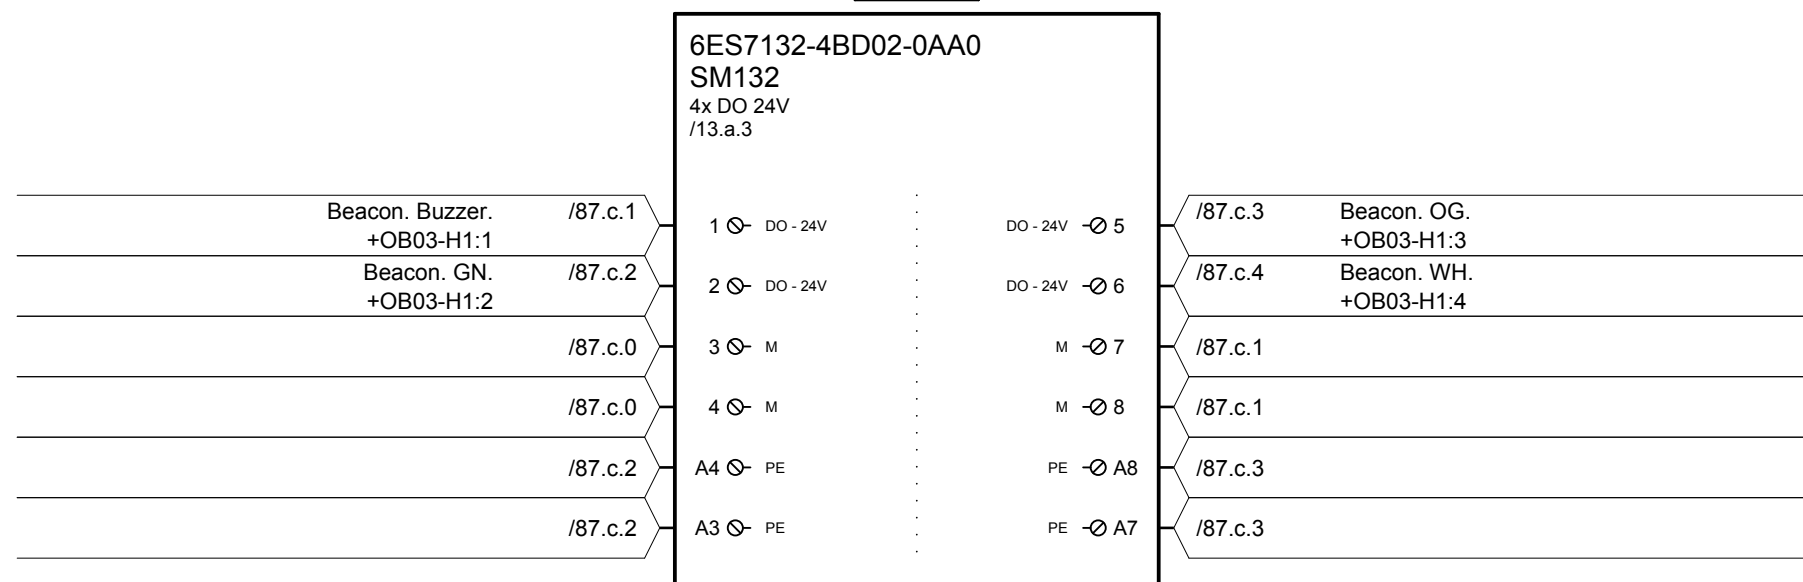 6ES7132-4BD02-0AA0
SM132
4x DO 24V
/13.a.3
Beacon. Buzzer. /87.c.1 1 DO - 24V DO - 24V 5 /87.c.3 Beacon. OG.
+OB03-H1:1 +OB03-H1:3
Beacon. GN. /87.c.2 2 DO - 24V DO - 24V 6 /87.c.4 Beacon. WH.
+OB03-H1:2 +OB03-H1:4
/87.c.0 3 M M 7 /87.c.1
/87.c.0 4 M M 8 /87.c.1
/87.c.2 A4 PE PE A8 /87.c.3
/87.c.2 A3 PE PE A7 /87.c.3